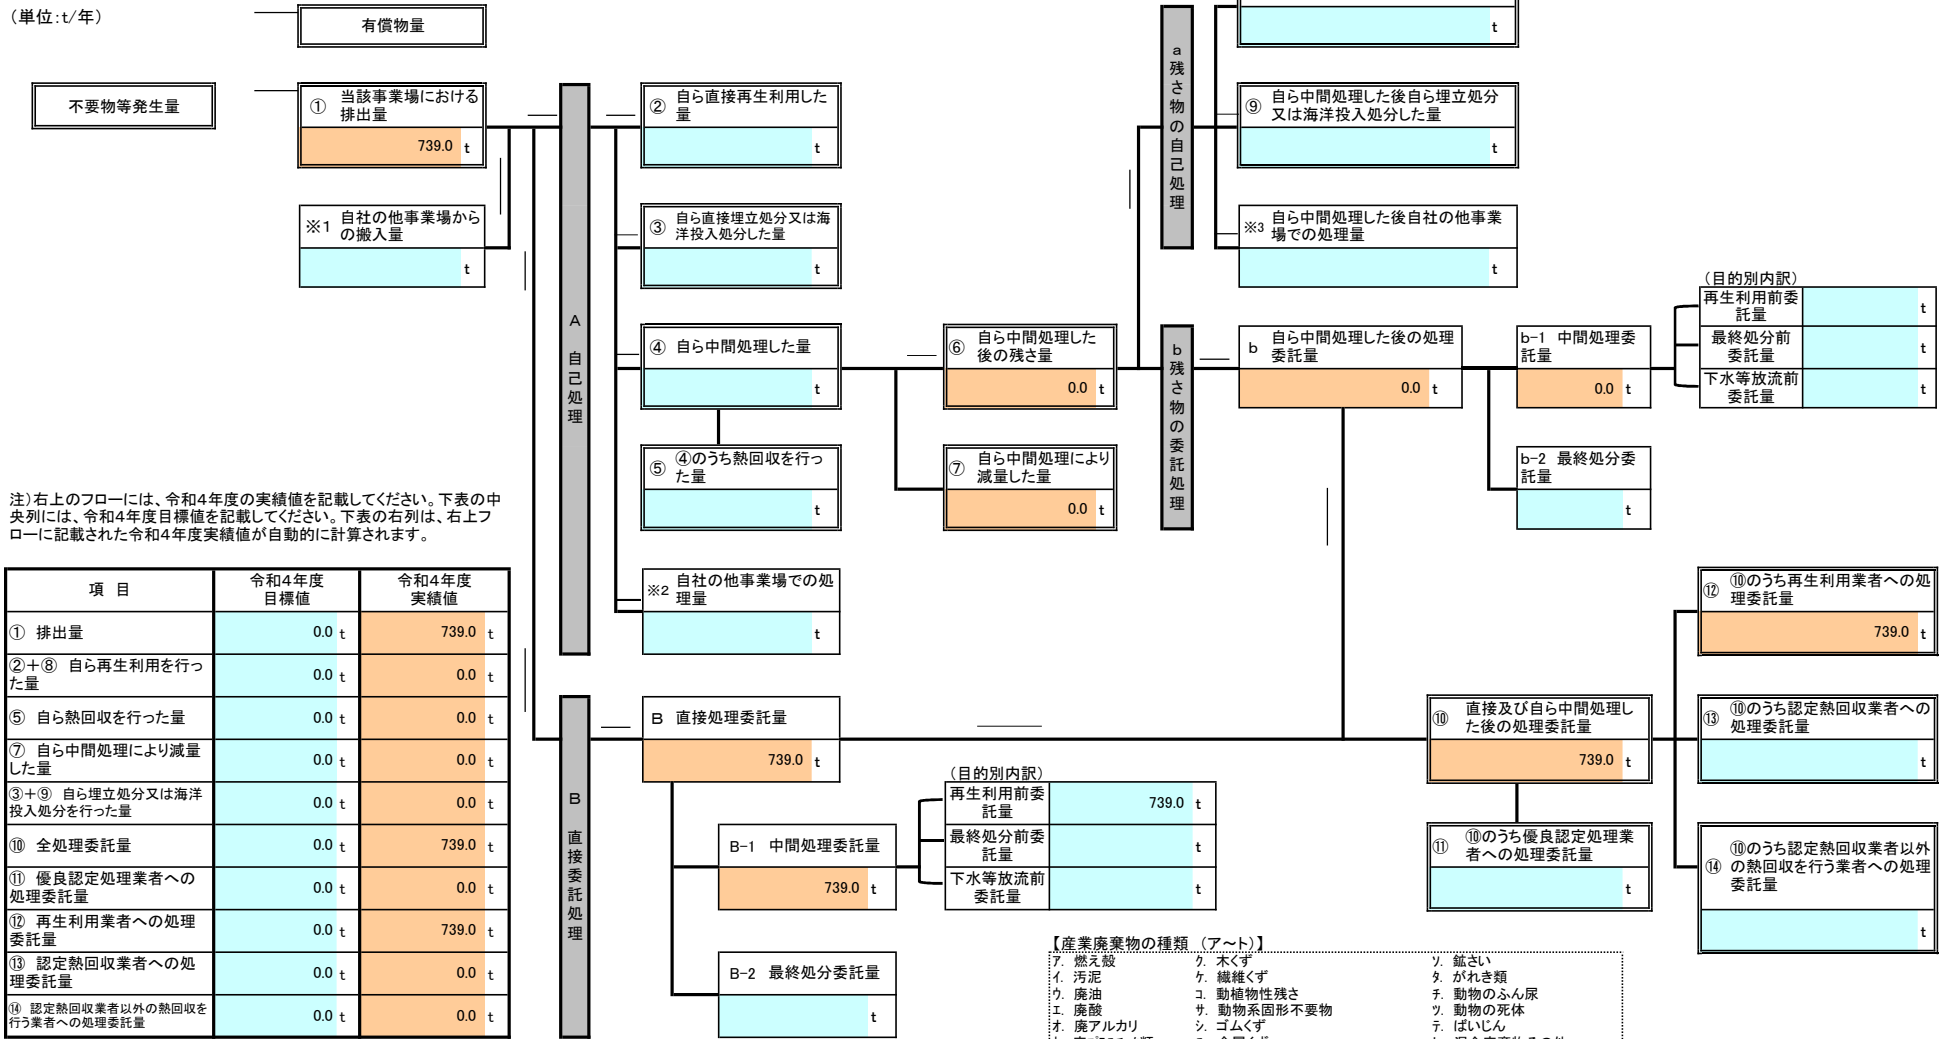 （単位：t/年）
有償物量
t
不要物等発生量
① 当該事業場における
排出量
739.0 t
※1 自社の他事業場から
の搬入量
t
A 自己処理
② 自ら直接再生利用した
量
t
③ 自ら直接埋立処分又は海
洋投入処分した量
t
④ 自ら中間処理した量
t
⑤ ④のうち熱回収を行っ
た量
t
※2 自社の他事業場での処
理量
t
⑥ 自ら中間処理した
後の残さ量
0.0 t
⑦ 自ら中間処理により
減量した量
0.0 t
a 残さ物の自己処理
⑨ 自ら中間処理した後自ら埋立処分
又は海洋投入処分した量
t
※3 自ら中間処理した後自社の他事業
場での処理量
t
b 残さ物の委託処理
b 自ら中間処理した後の処理
委託量
0.0 t
b-1 中間処理委
託量
0.0 t
b-2 最終処分委
託量
t
（目的別内訳）
再生利用前委
託量 t
最終処分前
委託量 t
下水等放流前
委託量 t
注）右上のフローには、令和4年度の実績値を記載してください。下表の中
央列には、令和4年度目標値を記載してください。下表の右列は、右上フ
ローに記載された令和4年度実績値が自動的に計算されます。
項 目 令和4年度
目標値 令和4年度
実績値
① 排出量 0.0 t 739.0 t
②＋⑧ 自ら再生利用を行っ
た量 0.0 t 0.0 t
⑤ 自ら熱回収を行った量 0.0 t 0.0 t
⑦ 自ら中間処理により減量
した量 0.0 t 0.0 t
③＋⑨ 自ら埋立処分又は海洋
投入処分を行った量 0.0 t 0.0 t
⑩ 全処理委託量 0.0 t 739.0 t
⑪ 優良認定処理業者への
処理委託量 0.0 t 0.0 t
⑫ 再生利用業者への処理
委託量 0.0 t 739.0 t
⑬ 認定熱回収業者への処
理委託量 0.0 t 0.0 t
⑭ 認定熱回収業者以外の熱回収を
行う業者への処理委託量 0.0 t 0.0 t
B 直接委託処理
B 直接処理委託量
739.0 t
B-1 中間処理委託量
739.0 t
B-2 最終処分委託量
t
（目的別内訳）
再生利用前委
託量 739.0 t
最終処分前委
託量 t
下水等放流前
委託量 t
⑩ 直接及び自ら中間処理し
た後の処理委託量
739.0 t
⑪ ⑩のうち優良認定処理業
者への処理委託量
t
⑫ ⑩のうち再生利用業者への処
理委託量
739.0 t
⑬ ⑩のうち認定熱回収業者への
処理委託量
t
⑭ ⑩のうち認定熱回収業者以外
の熱回収を行う業者への処理
委託量
t
【産業廃棄物の種類 （ア～ト）】
ア. 燃え殻 ク. 木くず ソ. 鉱さい
イ. 汚泥 ケ. 繊維くず タ. がれき類
ウ. 廃油 コ. 動植物性残さ チ. 動物のふん尿
エ. 廃酸 サ. 動物系固形不要物 ツ. 動物の死体
オ. 廃アルカリ シ. ゴムくず テ. ばいじん